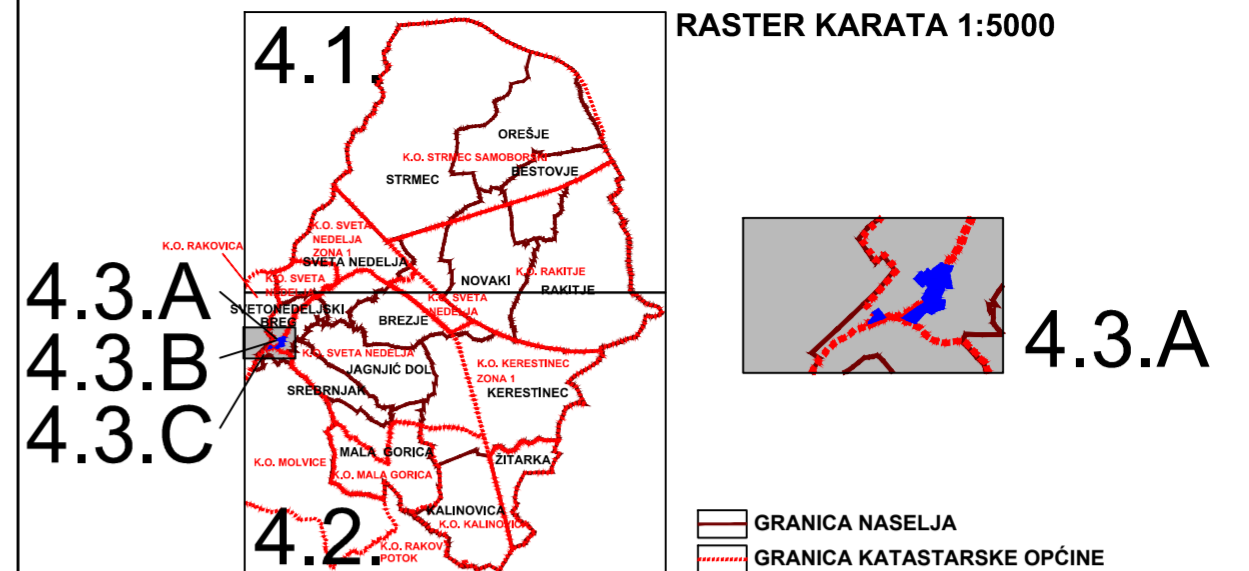 RASTER KARATA 1:5000
4.1.
OREŠJE
K.O. STRMEC SAMOBORSKI
BESTOVJE
STRMEC
K.O. SVETA
NEDELJA
ZONA 1
K.O. RAKOVICA
SVETA NEDELJA
K.O. RAKITJE
NOVAKI
RAKITJE
K.O. SVETA
NEDELJA
K.O. SVETA
NEDELJA
4.3.A
SVETONEDELJSKI
BREG
BREZJE
4.3.B
K.O. SVETA NEDELJA
JAGNJIĆ DOL
K.O. KERESTINEC
ZONA 1
KERESTINEC
SREBRNJAK
4.3.C
MALA GORICA
ŽITARKA
K.O. MOLVICE
K.O. MALA GORICA
KALINOVICA
K.O. KALINOVICA
4.2.
K.O. RAKOV
POTOK
4.3.A
GRANICA NASELJA
GRANICA KATASTARSKE OPĆINE